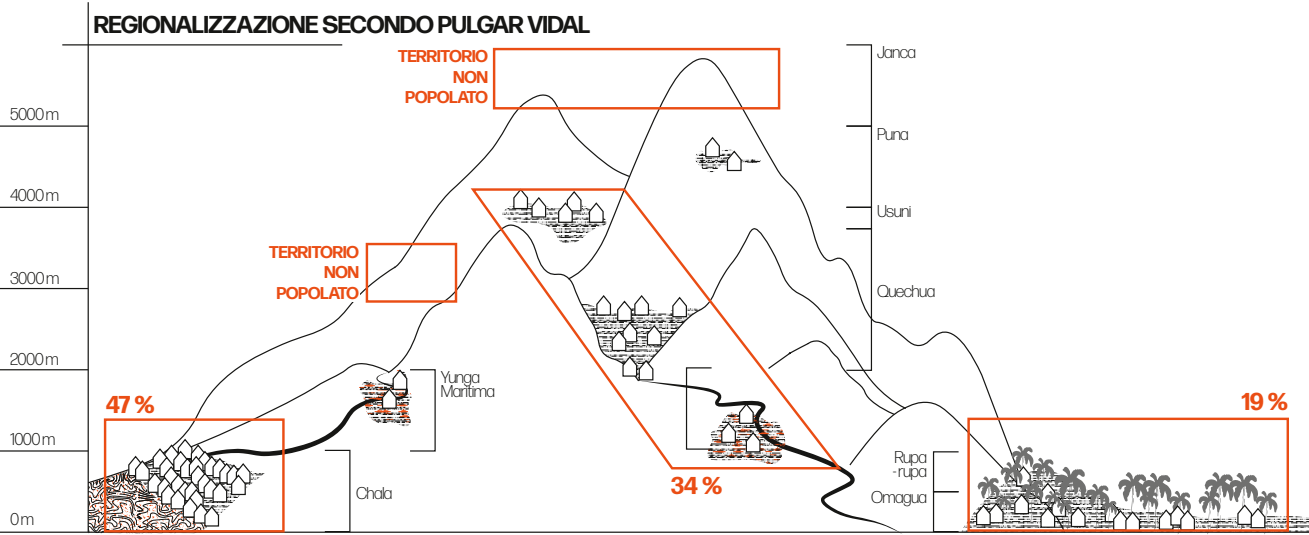 REGIONALIZZAZIONE SECONDO PULGAR VIDAL
TERRITORIO
NON
POPOLATO
Janca
5000m
Puna
4000m
Usuni
TERRITORIO
NON
POPOLATO
3000m
Quechua
2000m
Yunga
Maritima
47 %
19 %
1000m
Rupa
-rupa
34 %
Chala
Omagua
0m